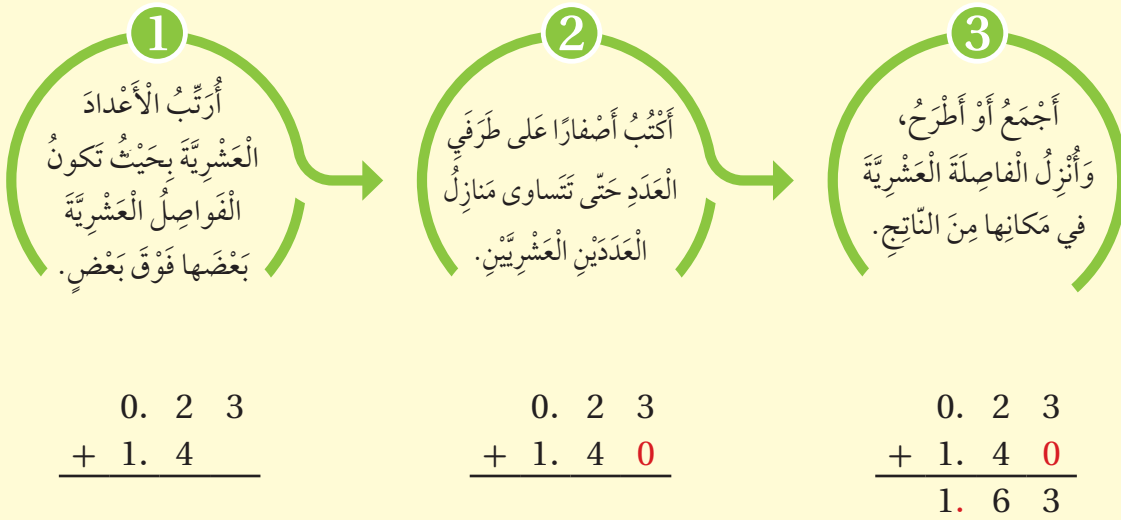 1
أُرَتِّبُ الْأَعْدادَ
الْعَشْرِيَّةَ بِحَيْثُ تَكونُ
الْفَواصِلُ الْعَشْرِيَّةَ
بَعْضَها فَوْقَ بَعْضٍ.
2
أَكْتُبُ أَصْفارًا عَلى طَرَفَيِ
الْعَدَدِ حَتّى تَتَساوى مَنازِلُ
الْعَدَدَيْنِ الْعَشْرِيَّيْنِ.
3
أَجْمَعُ أَوْ أَطْرَحُ،
وَأُنْزِلُ الْفاصِلَةَ الْعَشْرِيَّةَ
في مَكانِها مِنَ النّاتِجِ.
0. 2 3
+ 1. 4
0. 2 3
+ 1. 4 0
0. 2 3
+ 1. 4 0
1. 6 3